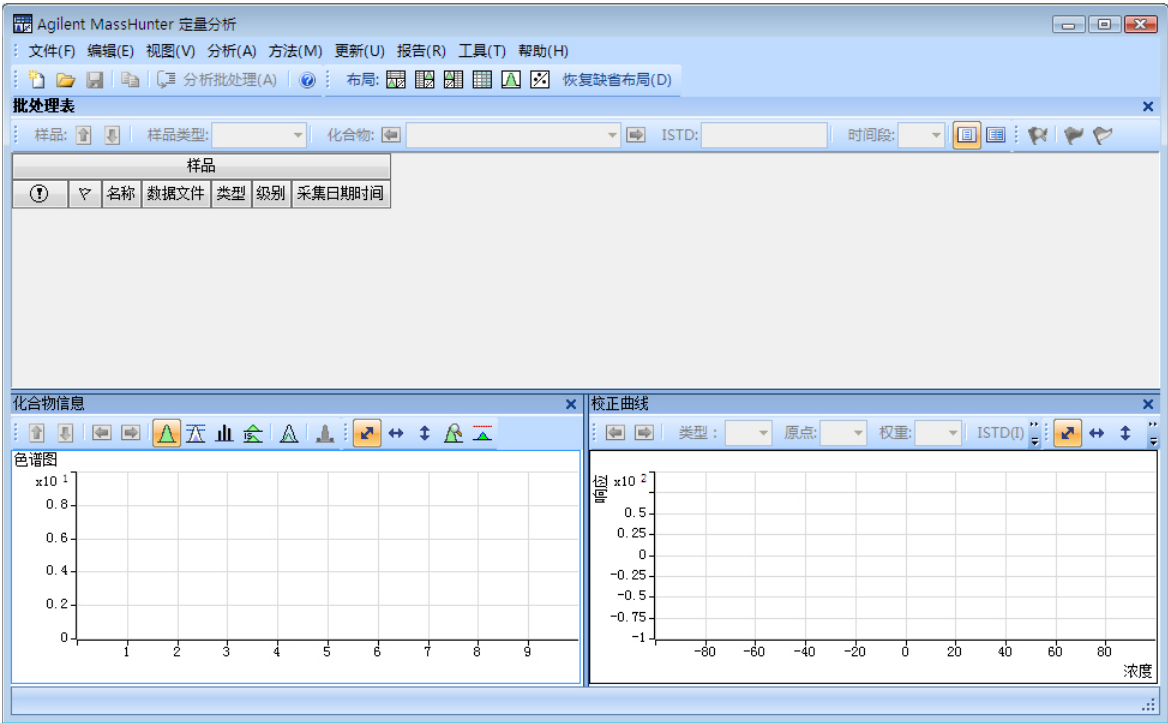 Agilent MassHunter 定量分析
文件(F) 编辑(E) 视图(V) 分析(A) 方法(M) 更新(U) 报告(R) 工具(T) 帮助(H)
分析批处理(A) 布局: 恢复缺省布局(D)
批处理表
样品: 样品类型: 化合物: ISTD: 时间段:
样品
名称 数据文件 类型 级别 采集日期时间
化合物信息
色谱图
x10 1
0.8
0.6
0.4
0.2
0
1 2 3 4 5 6 7 8 9
校正曲线
类型: 原点: 权重: ISTD(I)
响应
x10 2
0.5
0.25
0
-0.25
-0.5
-0.75
-1
-80 -60 -40 -20 0 20 40 60 80
浓度